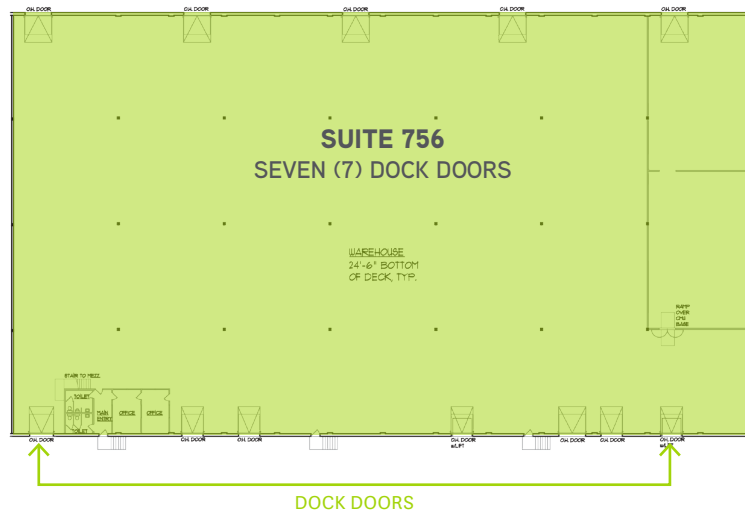 O.H. DOOR O.H. DOOR O.H. DOOR O.H. DOOR O.H. DOOR
SUITE 756
SEVEN (7) DOCK DOORS
WAREHOUSE
24'-6" BOTTOM
OF DECK, TYP.
RAMP
OVER
CMU
BASE
STAIR TO MEZZ.
TOILET
MAIN
ENTRY
OFFICE
OFFICE
TOILET
O.H. DOOR O.H. DOOR O.H. DOOR O.H. DOOR O.H. DOOR O.H. DOOR O.H. DOOR
w/LIFT w/LIFT
DOCK DOORS